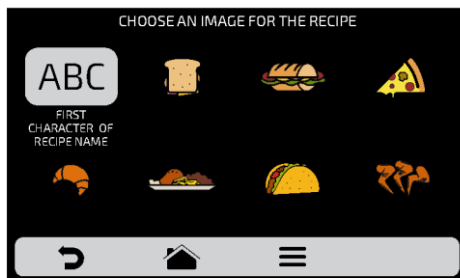 CHOOSE AN IMAGE FOR THE RECIPE
ABC
FIRST
CHARACTER OF
RECIPE NAME